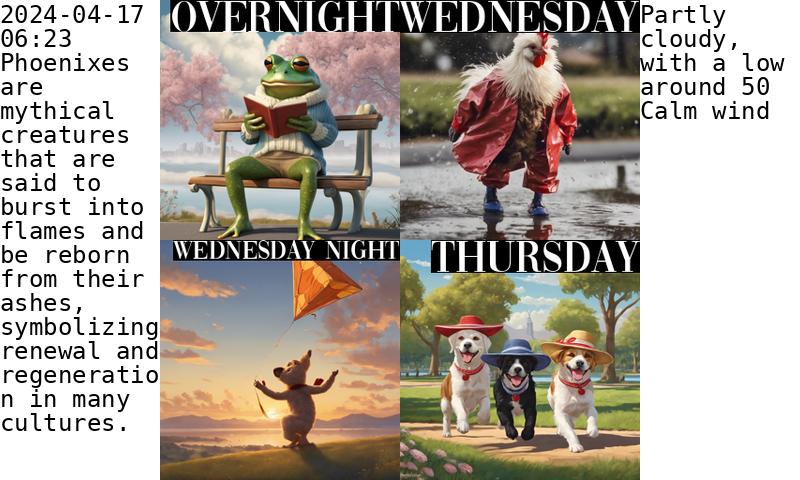 2024-04-17
06:23
Phoenixes
are
mythical
creatures
that are
said to
burst into
flames and
be reborn
from their
ashes,
symbolizing
renewal and
regeneratio
n in many
cultures.
OVERNIGHT
WEDNESDAY
WEDNESDAY NIGHT
THURSDAY
Partly
cloudy,
with a low
around 50
Calm wind